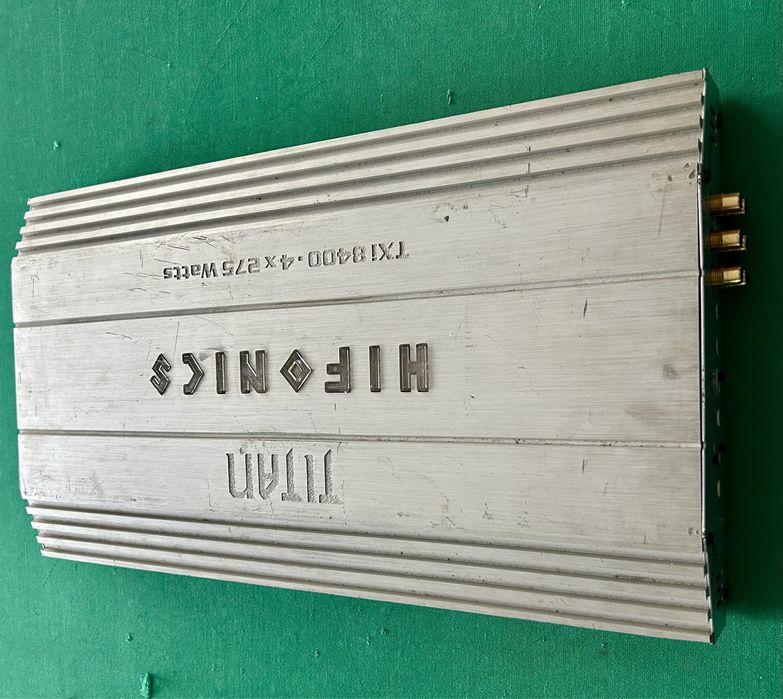 TITAN
HIFONICS
TXi 8400 . 4 x 275 Watts